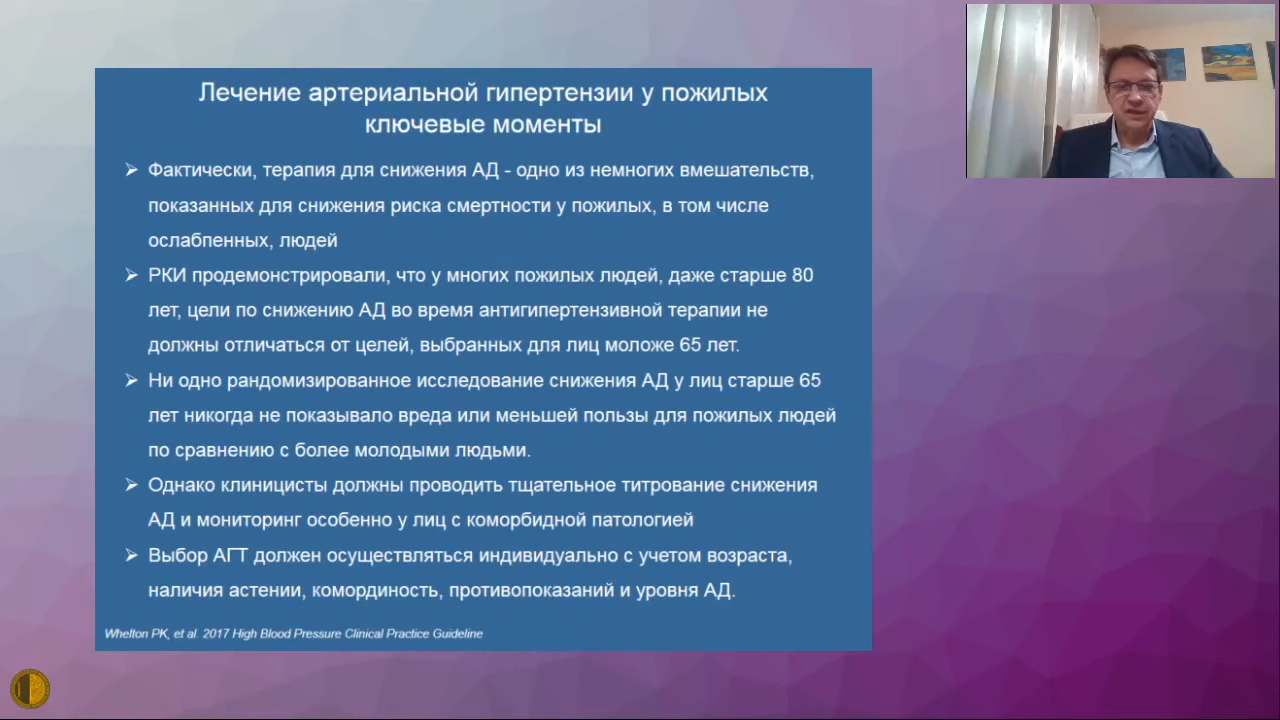 Лечение артериальной гипертензии у пожилых
ключевые моменты
➢ Фактически, терапия для снижения АД - одно из немногих вмешательств,
показанных для снижения риска смертности у пожилых, в том числе
ослабленных, людей
➢ РКИ продемонстрировали, что у многих пожилых людей, даже старше 80
лет, цели по снижению АД во время антигипертензивной терапии не
должны отличаться от целей, выбранных для лиц моложе 65 лет.
➢ Ни одно рандомизированное исследование снижения АД у лиц старше 65
лет никогда не показывало вреда или меньшей пользы для пожилых людей
по сравнению с более молодыми людьми.
➢ Однако клиницисты должны проводить тщательное титрование снижения
АД и мониторинг особенно у лиц с коморбидной патологией
➢ Выбор АГТ должен осуществляться индивидуально с учетом возраста,
наличия астении, комординость, противопоказаний и уровня АД.
Whelton PK, et al. 2017 High Blood Pressure Clinical Practice Guideline